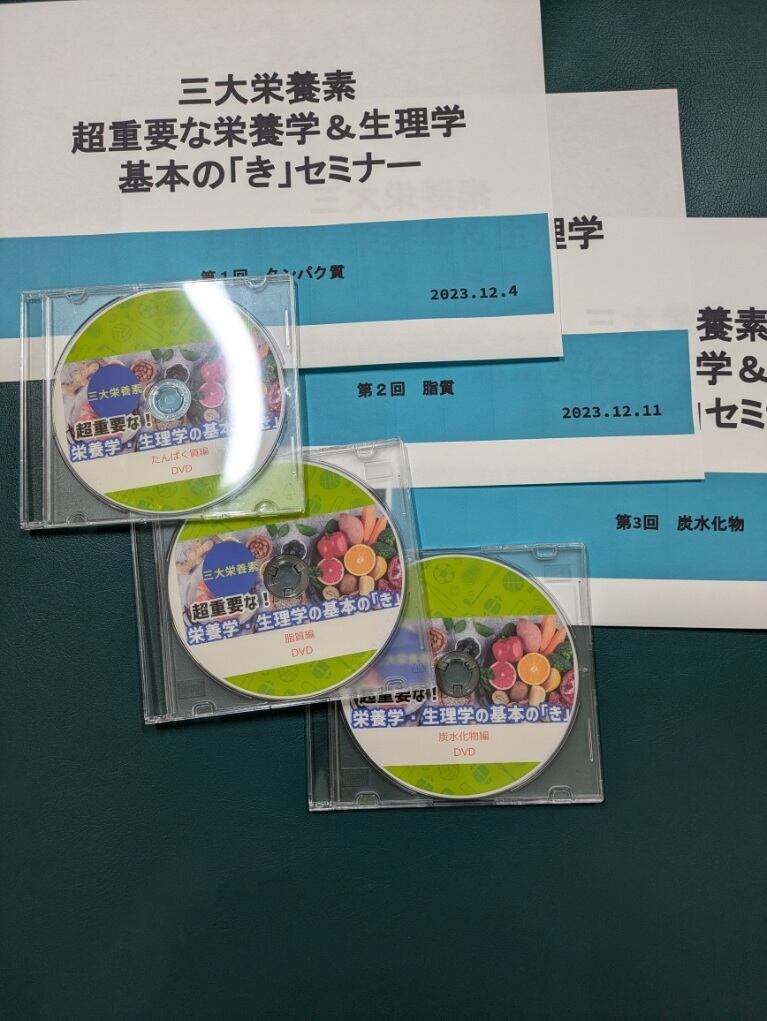 三大栄養素
超重要な栄養学＆生理学
基本の「き」セミナー
第1回 タンパク質
2023.12.4
理学
第2回 脂質
2023.12.11
養素
学＆
」セミ
第3回 炭水化物
三大栄養素
超重要な!
栄養学・生理学の基本の「き」
たんぱく質編
DVD
三大栄養素
超重要な!
栄養学・生理学の基本の「き」
脂質編
DVD
超重要な!
栄養学・生理学の基本の「き」
炭水化物編
DVD